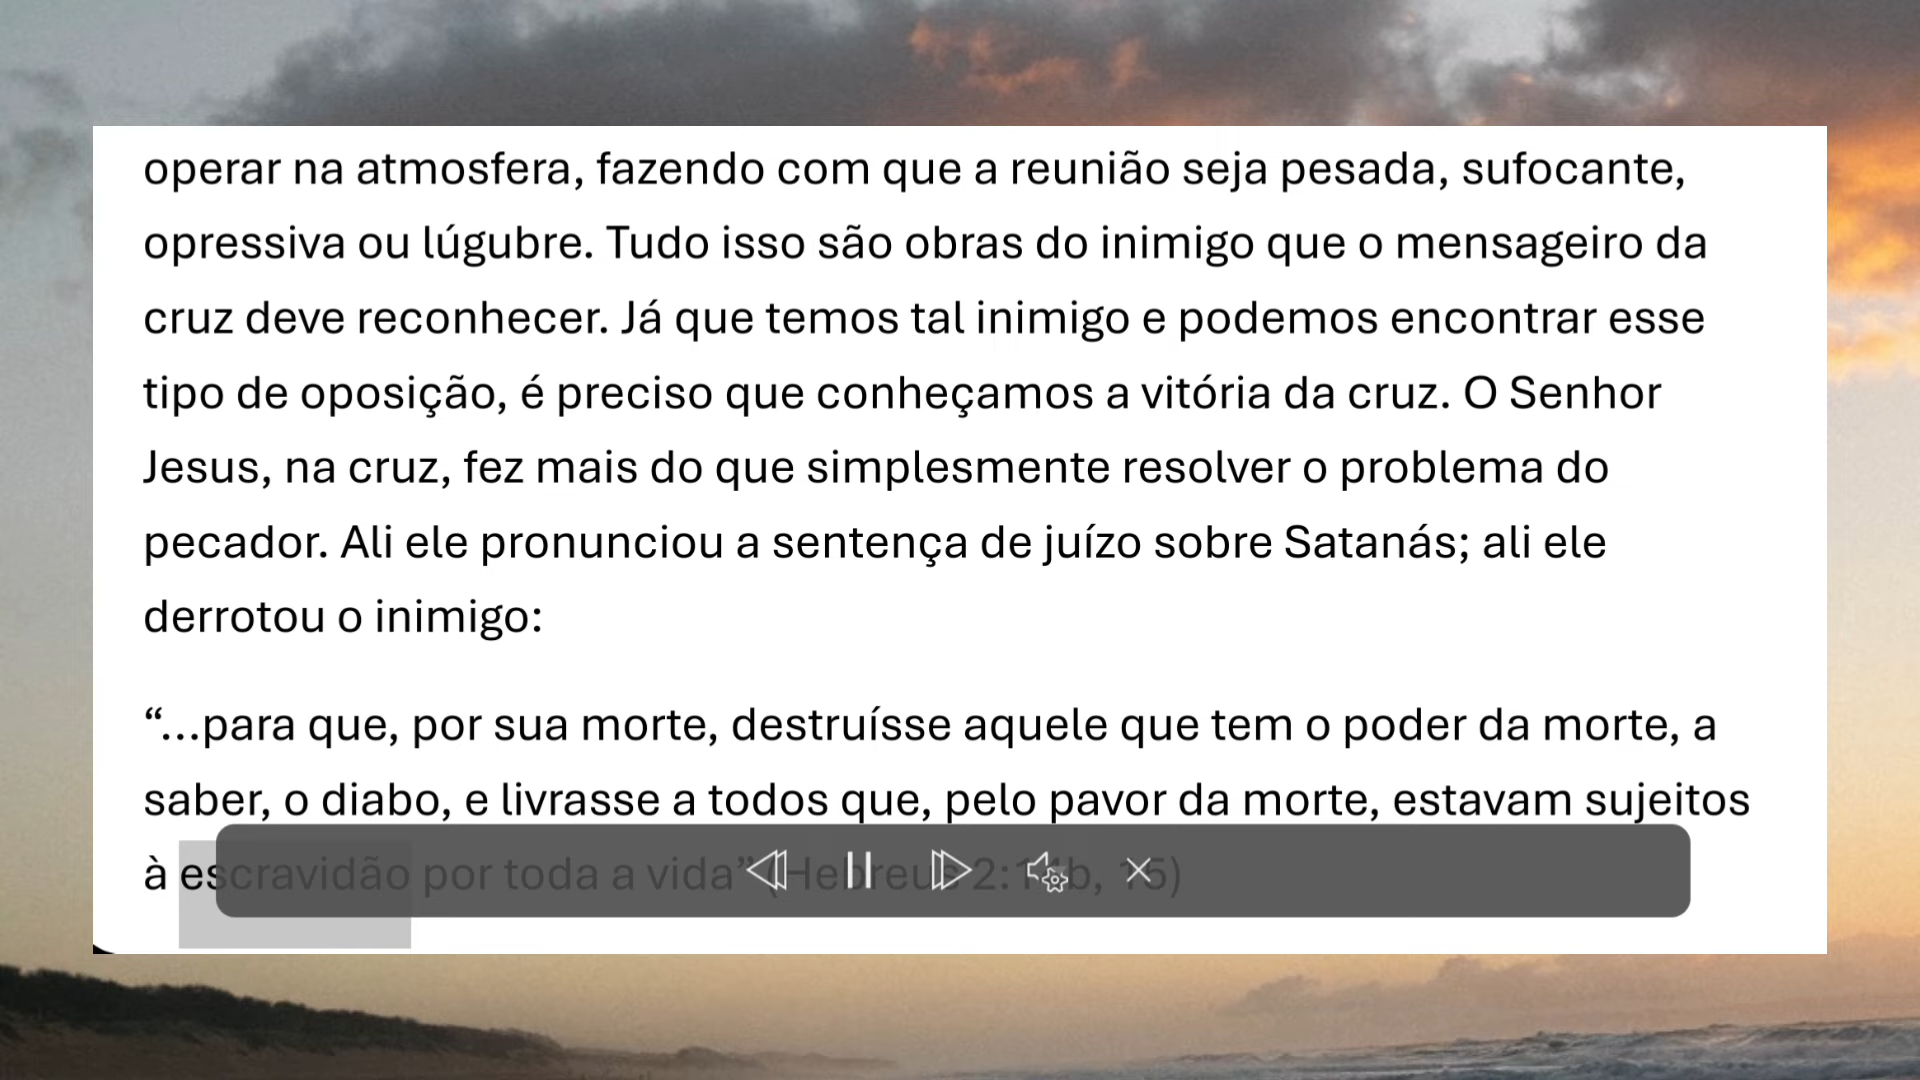 operar na atmosfera, fazendo com que a reunião seja pesada, sufocante,
opressiva ou lúgubre. Tudo isso são obras do inimigo que o mensageiro da
cruz deve reconhecer. Já que temos tal inimigo e podemos encontrar esse
tipo de oposição, é preciso que conheçamos a vitória da cruz. O Senhor
Jesus, na cruz, fez mais do que simplesmente resolver o problema do
pecador. Ali ele pronunciou a sentença de juízo sobre Satanás; ali ele
derrotou o inimigo:
“...para que, por sua morte, destruísse aquele que tem o poder da morte, a
saber, o diabo, e livrasse a todos que, pelo pavor da morte, estavam sujeitos
à escravidão por toda a vida” (Hebreus 2:14b, 15)